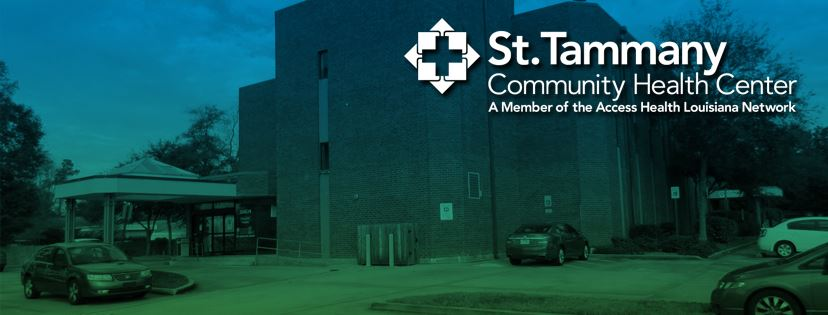 St. Tammany
Community Health Center
A Member of the Access Health Louisiana Network